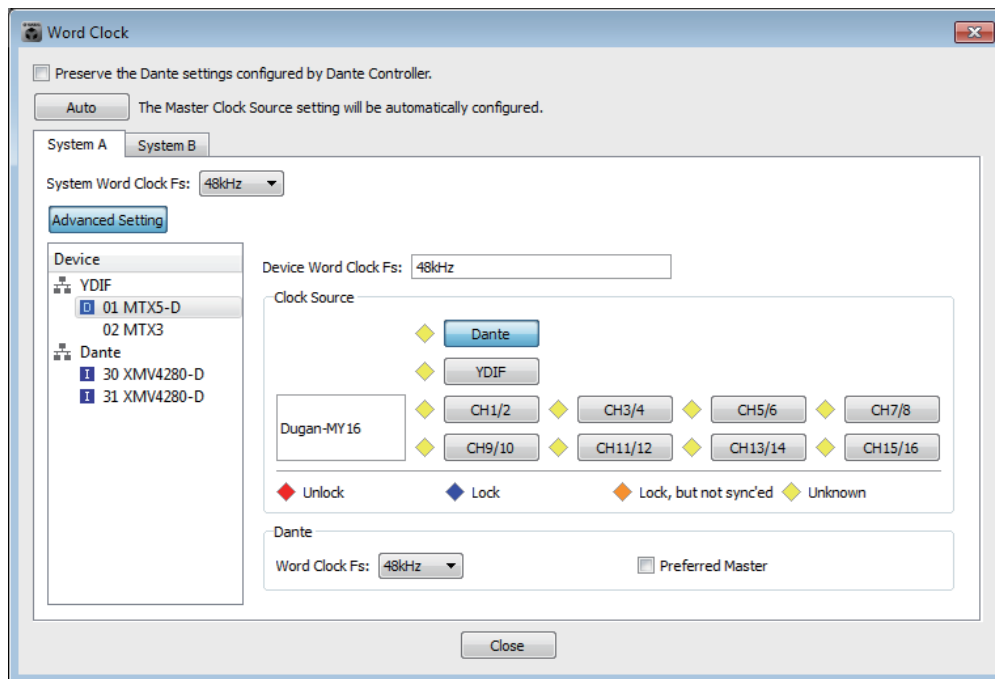 Word Clock
Preserve the Dante settings configured by Dante Controller.
Auto The Master Clock Source setting will be automatically configured.
System A System B
System Word Clock Fs: 48kHz
Advanced Setting
Device
YDIF
D 01 MTX5-D
02 MTX3
Dante
I 30 XMV4280-D
I 31 XMV4280-D
Device Word Clock Fs: 48kHz
Clock Source
Dante
YDIF
Dugan-MY16
CH1/2 CH3/4 CH5/6 CH7/8
CH9/10 CH11/12 CH13/14 CH15/16
Unlock Lock Lock, but not sync'ed Unknown
Dante
Word Clock Fs: 48kHz Preferred Master
Close